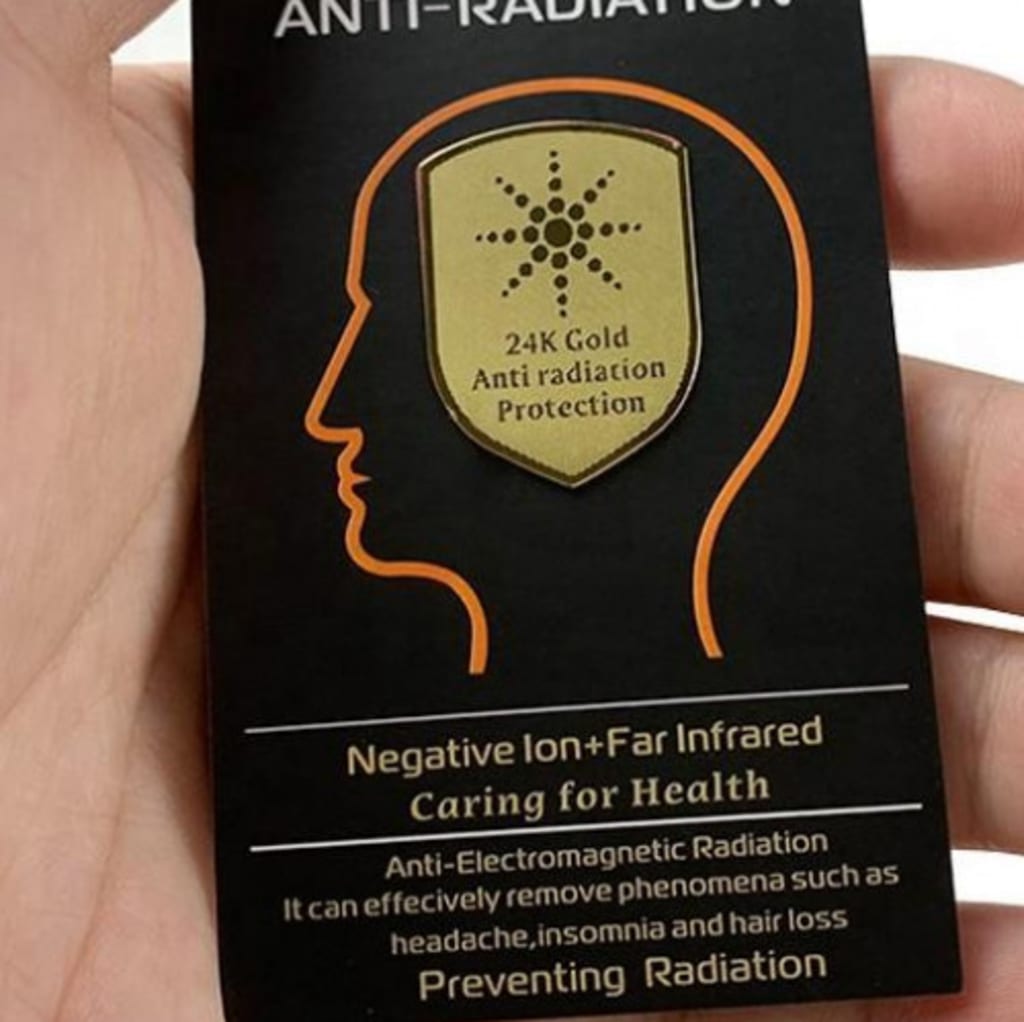 ANTI-RADIATION
24K Gold
Anti radiation
Protection
Negative Ion+Far Infrared
Caring for Health
Anti-Electromagnetic Radiation
It can effecively remove phenomena such as
headache,insomnia and hair loss
Preventing Radiation